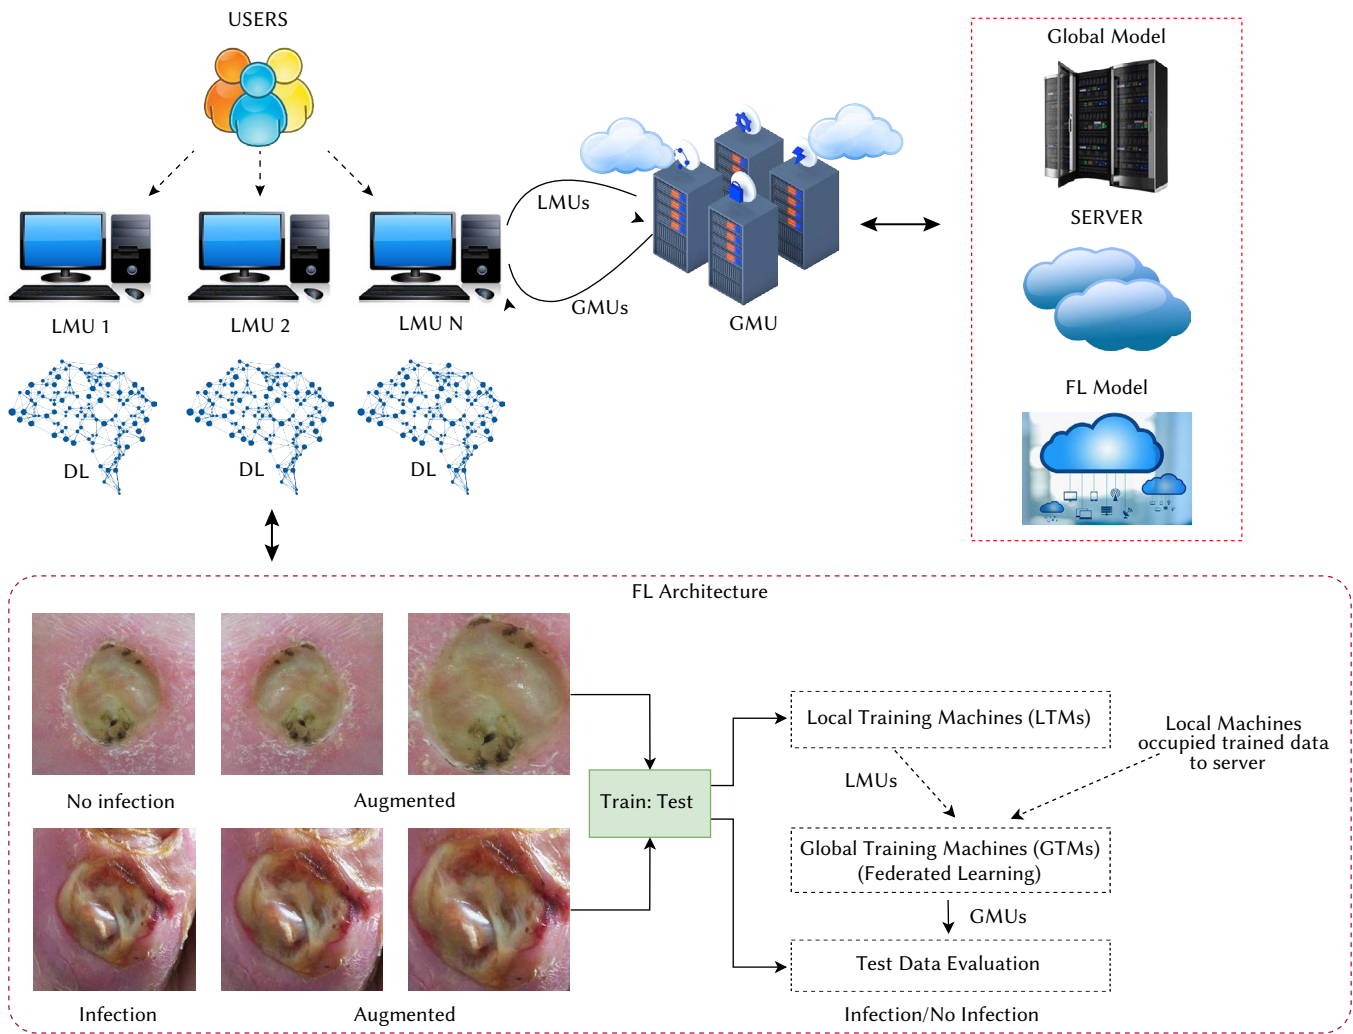 USERS
Global Model
LMUs
SERVER
GMUs
LMU 1
LMU 2
LMU N
GMU
FL Model
DL
DL
DL
FL Architecture
Local Training Machines (LTMs)
Local Machines
occupied trained data
to server
LMUs
No infection
Augmented
Train: Test
Global Training Machines (GTMs)
(Federated Learning)
GMUs
Test Data Evaluation
Infection
Augmented
Infection/No Infection